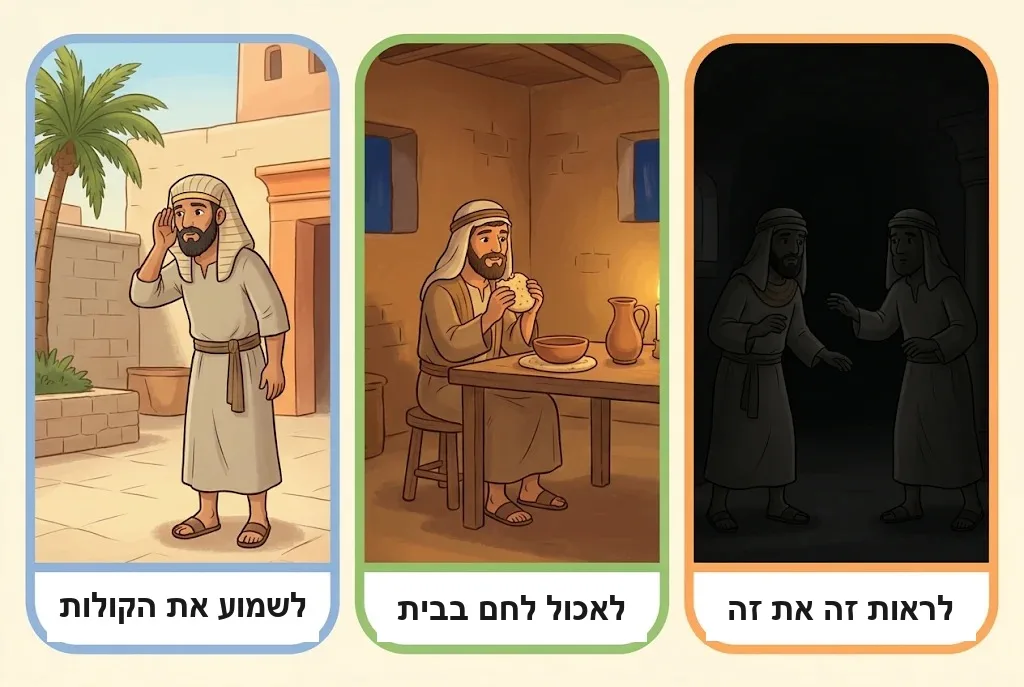 לראות זה את זה
לאכול לחם בבית
לשמוע את הקולות